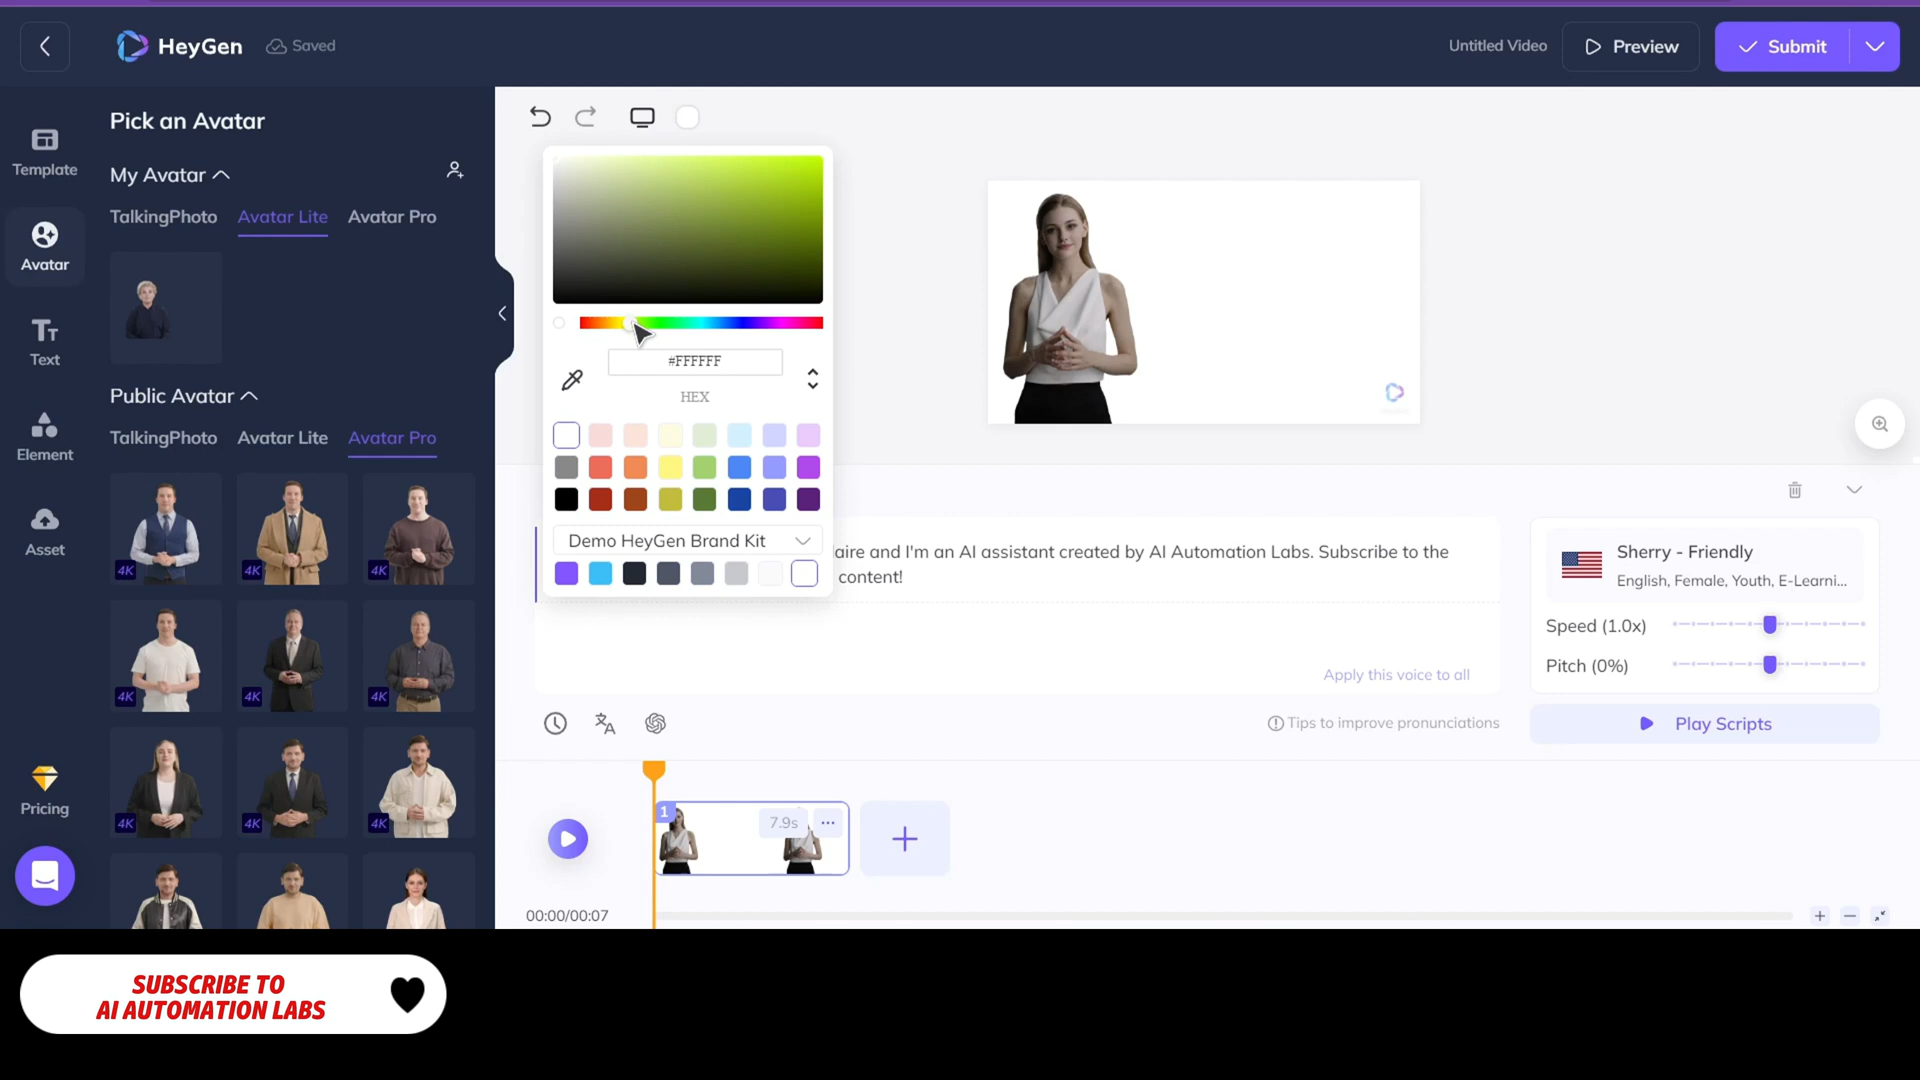 HeyGen
Saved
Untitled Video
Preview
Submit
Template
Avatar
Text
Element
Asset
Pricing
Pick an Avatar
My Avatar
TalkingPhoto
Avatar Lite
Avatar Pro
Public Avatar
TalkingPhoto
Avatar Lite
Avatar Pro
4K
4K
4K
4K
4K
4K
4K
4K
4K
#FFFFFF
HEX
Demo HeyGen Brand Kit
aire and I'm an AI assistant created by AI Automation Labs. Subscribe to the
content!
Apply this voice to all
Tips to improve pronunciations
Sherry - Friendly
English, Female, Youth, E-Learni...
Speed (1.0x)
Pitch (0%)
Play Scripts
1
7.9s
00:00/00:07
SUBSCRIBE TO
AI AUTOMATION LABS